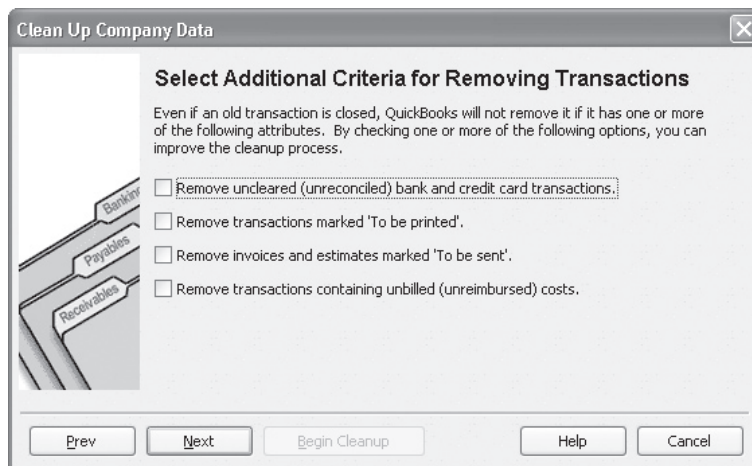 Clean Up Company Data
Select Additional Criteria for Removing Transactions
Even if an old transaction is closed, QuickBooks will not remove it if it has one or more
of the following attributes.  By checking one or more of the following options, you can
improve the cleanup process.
Remove uncleared (unreconciled) bank and credit card transactions.
Remove transactions marked 'To be printed'.
Remove invoices and estimates marked 'To be sent'.
Remove transactions containing unbilled (unreimbursed) costs.
Banking
Payables
Receivables
Prev Next Begin Cleanup Help Cancel